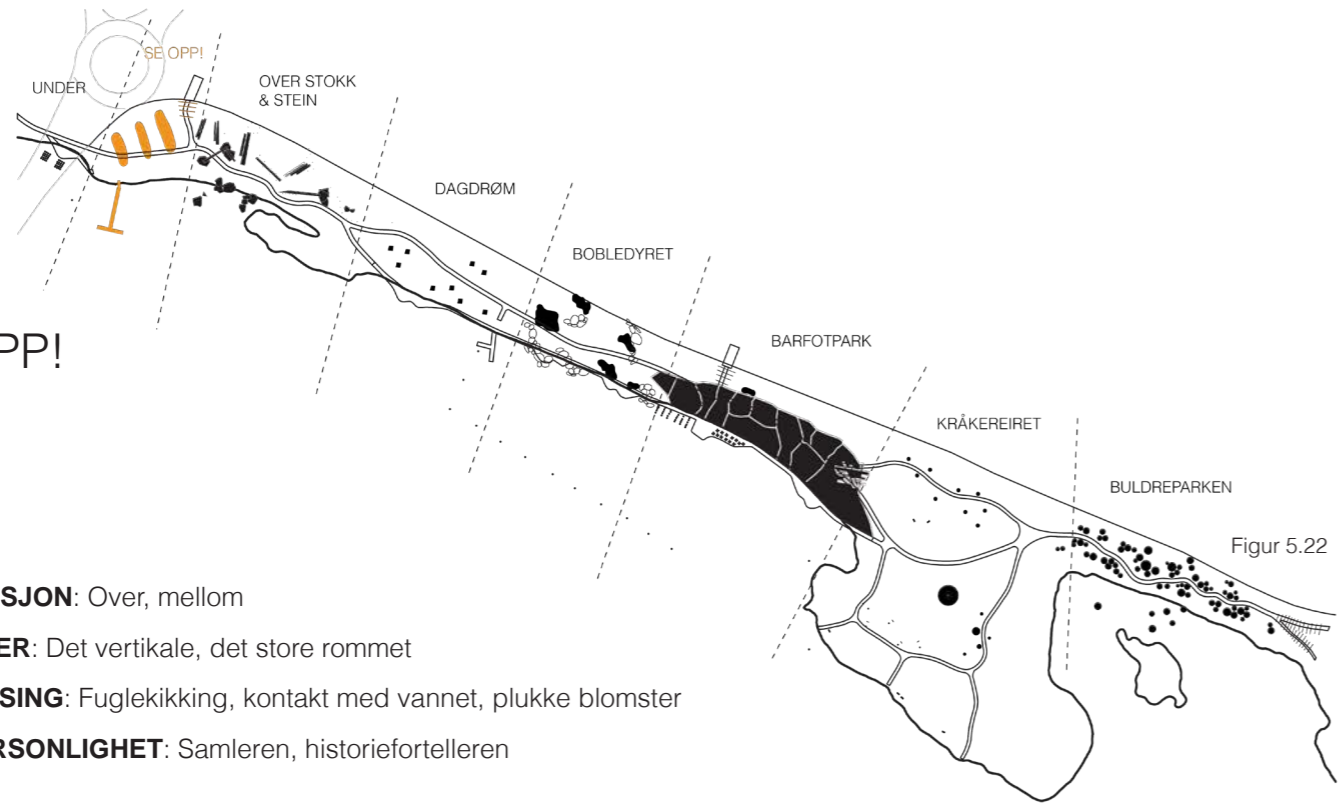 SE OPP!
UNDER
OVER STOKK
& STEIN
DAGDRØM
BOBLEDYRET
BARFOTPARK
KRÅKEREIRET
BULDREPARKEN
Figur 5.22
PP!
SJON: Over, mellom
ER: Det vertikale, det store rommet
SING: Fuglekikking, kontakt med vannet, plukke blomster
RSONLIGHET: Samleren, historiefortelleren